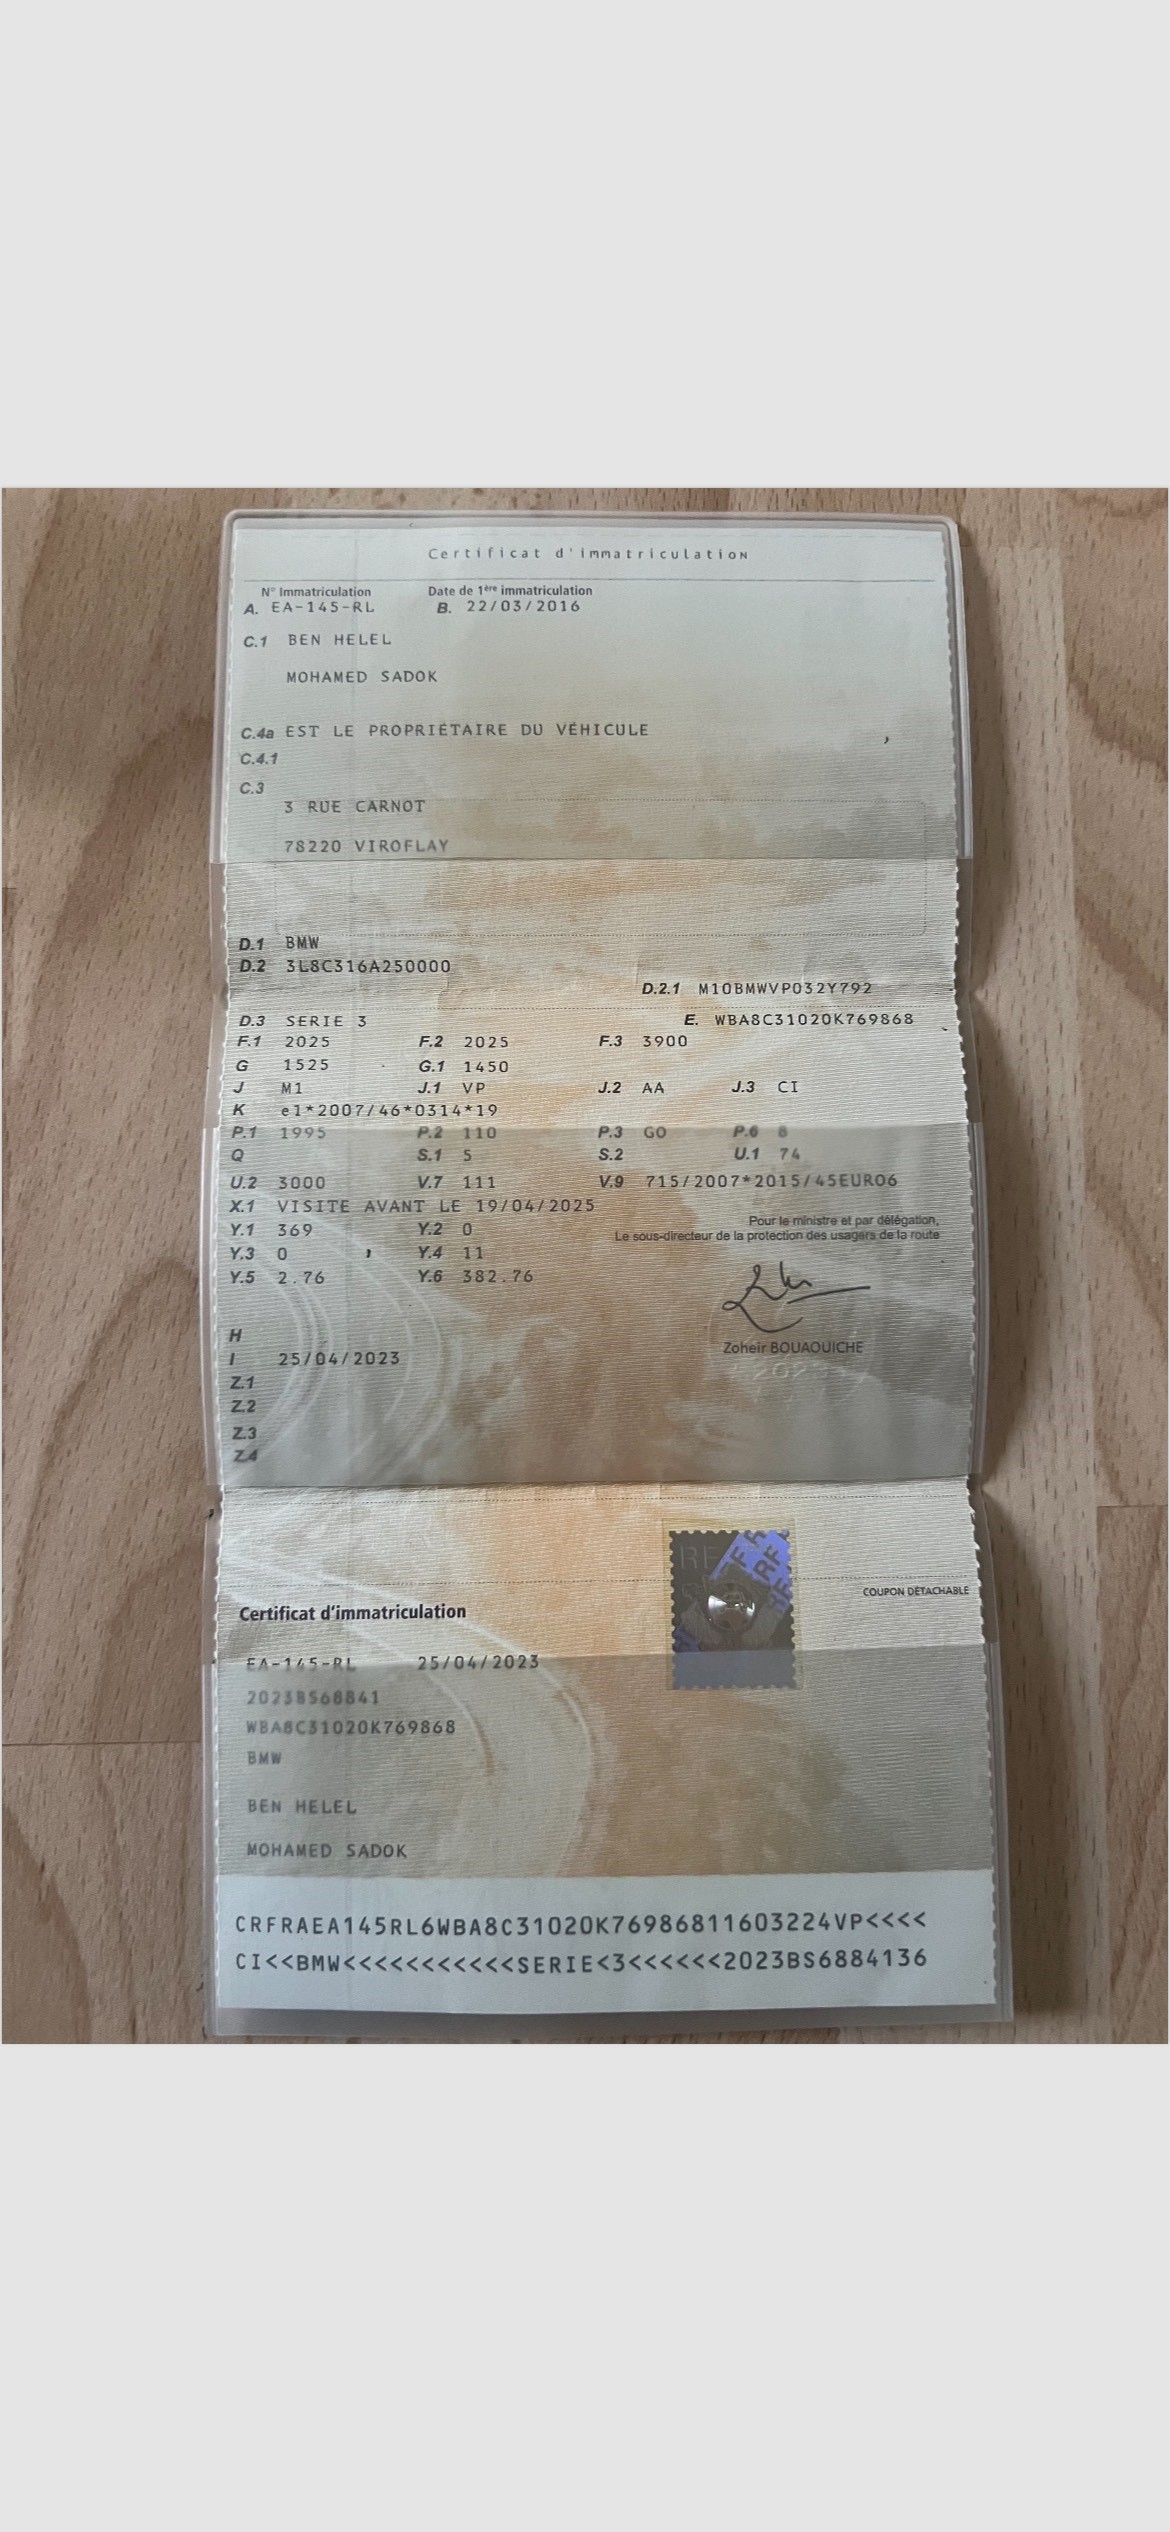 Certificat d'immatriculation
N° Immatriculation Date de 1ère immatriculation
A. EA-145-RL B. 22/03/2016
C.1 BEN HELEL
MOHAMED SADOK
C.4a EST LE PROPRIÉTAIRE DU VÉHICULE
C.4.1
C.3
3 RUE CARNOT
78220 VIROFLAY
D.1 BMW
D.2 3L8C316A250000
D.2.1 M10BMWVP032Y792
D.3 SERIE 3 E. WBA8C31020K769868
F.1 2025 F.2 2025 F.3 3900
G 1525 G.1 1450
J M1 J.1 VP J.2 AA J.3 CI
K e1*2007/46*0314*19
P.1 1995 P.2 110 P.3 GO P.6 8
Q S.1 5 S.2 U.1 74
U.2 3000 V.7 111 V.9 715/2007*2015/45EURO6
X.1 VISITE AVANT LE 19/04/2025
Y.1 369 Y.2 0
Pour le ministre et par délégation,
Le sous-directeur de la protection des usagers de la route
Y.3 0 Y.4 11
Y.5 2.76 Y.6 382.76
H
Zoheir BOUAOUICHE
I 25/04/2023
Z.1
Z.2
Z.3
Z.4
RF
COUPON DÉTACHABLE
Certificat d'immatriculation
EA-145-RL 25/04/2023
2023BS68841
WBA8C31020K769868
BMW
BEN HELEL
MOHAMED SADOK
CRFRAEA145RL6WBA8C31020K76986811603224VP<<<<
CI<<BMW<<<<<<<<<<<SERIE<3<<<<<<2023BS6884136